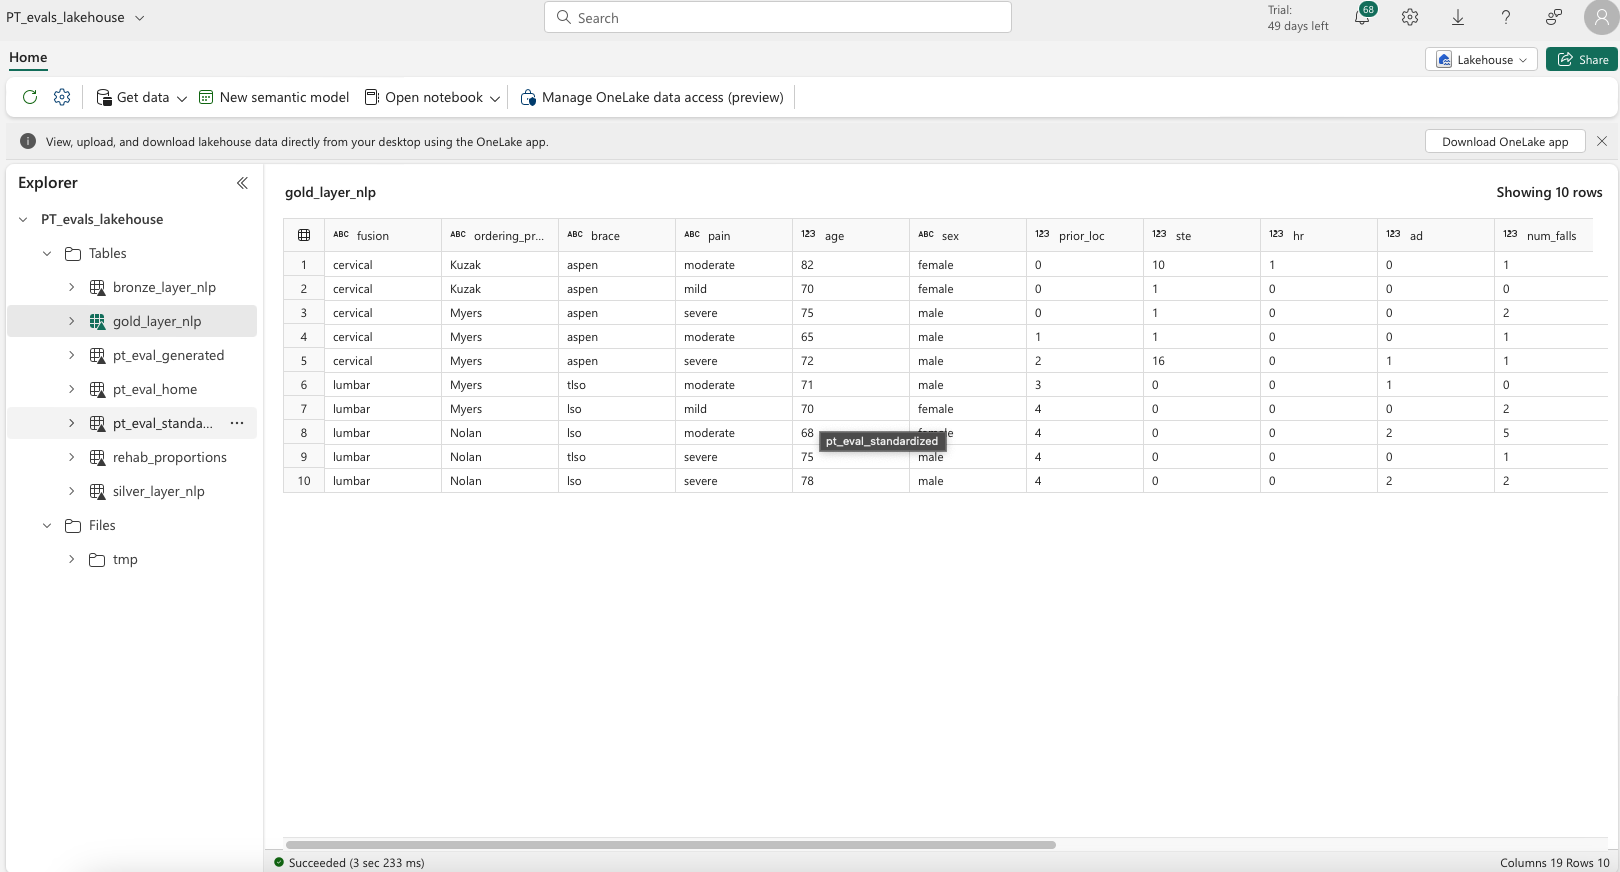 PT_evals_lakehouse
Search
Trial:
49 days left
68
Home
Lakehouse
Share
Get data
New semantic model
Open notebook
Manage OneLake data access (preview)
View, upload, and download lakehouse data directly from your desktop using the OneLake app.
Download OneLake app
Explorer
PT_evals_lakehouse
Tables
bronze_layer_nlp
gold_layer_nlp
pt_eval_generated
pt_eval_home
pt_eval_standa...
rehab_proportions
silver_layer_nlp
Files
tmp
gold_layer_nlp
Showing 10 rows
ABC fusion ABC ordering_pr... ABC brace ABC pain 123 age ABC sex 123 prior_loc 123 ste 123 hr 123 ad 123 num_falls
1 cervical Kuzak aspen moderate 82 female 0 10 1 0 1
2 cervical Kuzak aspen mild 70 female 0 1 0 0 0
3 cervical Myers aspen severe 75 male 0 1 0 0 2
4 cervical Myers aspen moderate 65 male 1 1 0 0 1
5 cervical Myers aspen severe 72 male 2 16 0 1 1
6 lumbar Myers tlso moderate 71 male 3 0 0 1 0
7 lumbar Myers lso mild 70 female 4 0 0 0 2
8 lumbar Nolan lso moderate 68 female 4 0 0 2 5
pt_eval_standardized
9 lumbar Nolan tlso severe 75 male 4 0 0 0 1
10 lumbar Nolan lso severe 78 male 4 0 0 2 2
Succeeded (3 sec 233 ms)
Columns 19 Rows 10